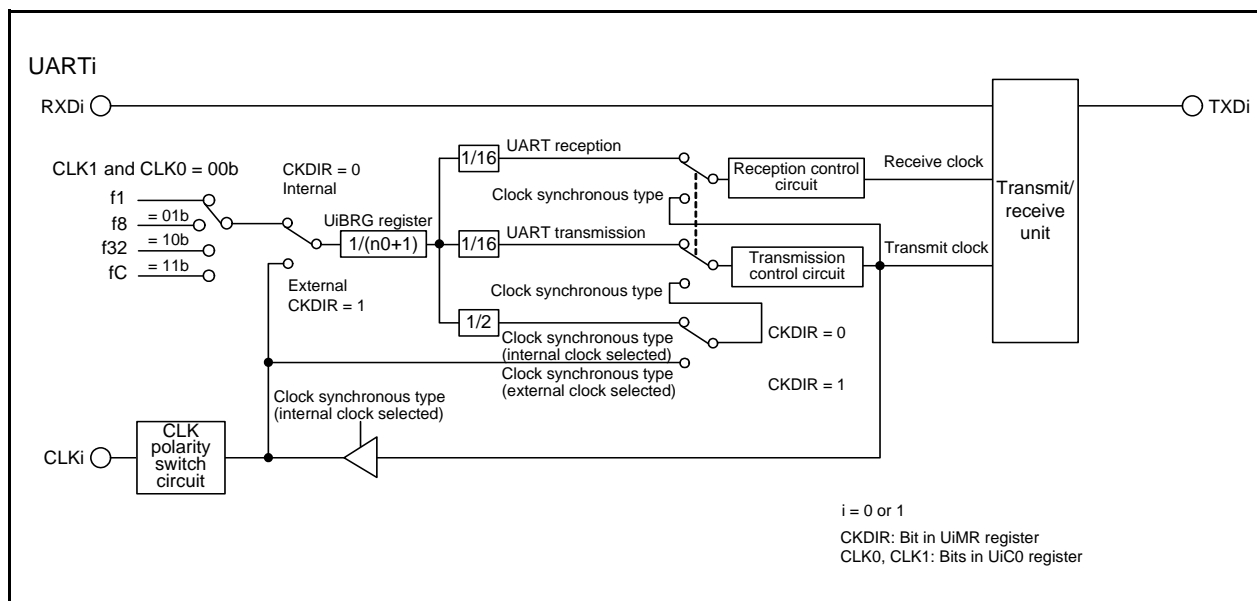 UARTi
RXDi
TXDi
CLK1 and CLK0 = 00b
f1
f8
= 01b
f32
= 10b
fC
= 11b
CKDIR = 0
Internal
External
CKDIR = 1
UiBRG register
1/(n0+1)
1/16
UART reception
Clock synchronous type
1/16
UART transmission
Clock synchronous type
1/2
Clock synchronous type
(internal clock selected)
Clock synchronous type
(external clock selected)
CKDIR = 0
CKDIR = 1
Reception control
circuit
Receive clock
Transmission
control circuit
Transmit clock
Transmit/
receive
unit
Clock synchronous type
(internal clock selected)
CLKi
CLK
polarity
switch
circuit
i = 0 or 1
CKDIR: Bit in UiMR register
CLK0, CLK1: Bits in UiC0 register